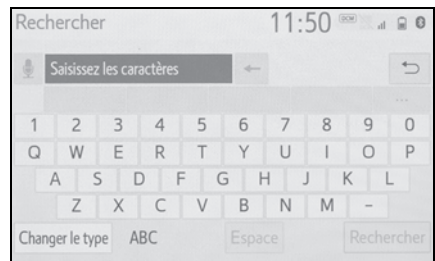 Rechercher 11:50 DCM
Saisissez les caractères ←
...
1 2 3 4 5 6 7 8 9 0
Q W E R T Y U I O P
A S D F G H J K L
Z X C V B N M -
Changer le type ABC Espace Rechercher